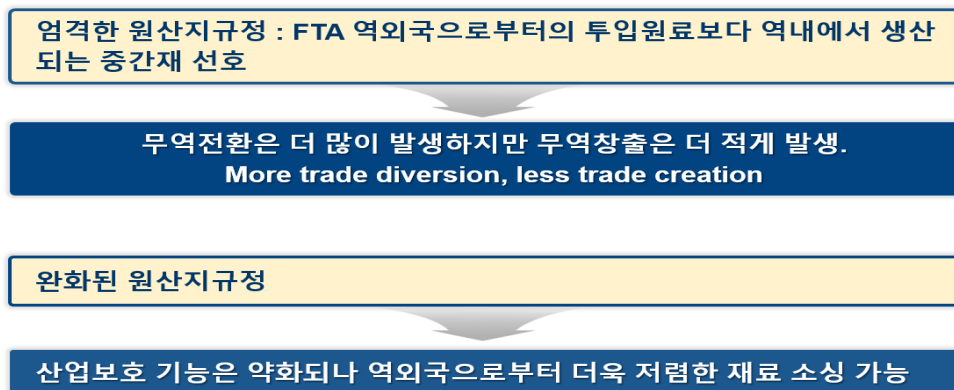 엄격한 원산지규정 : FTA 역외국으로부터의 투입원료보다 역내에서 생산
되는 중간재 선호
무역전환은 더 많이 발생하지만 무역창출은 더 적게 발생.
More trade diversion, less trade creation
완화된 원산지규정
산업보호 기능은 약화되나 역외국으로부터 더욱 저렴한 재료 소싱 가능